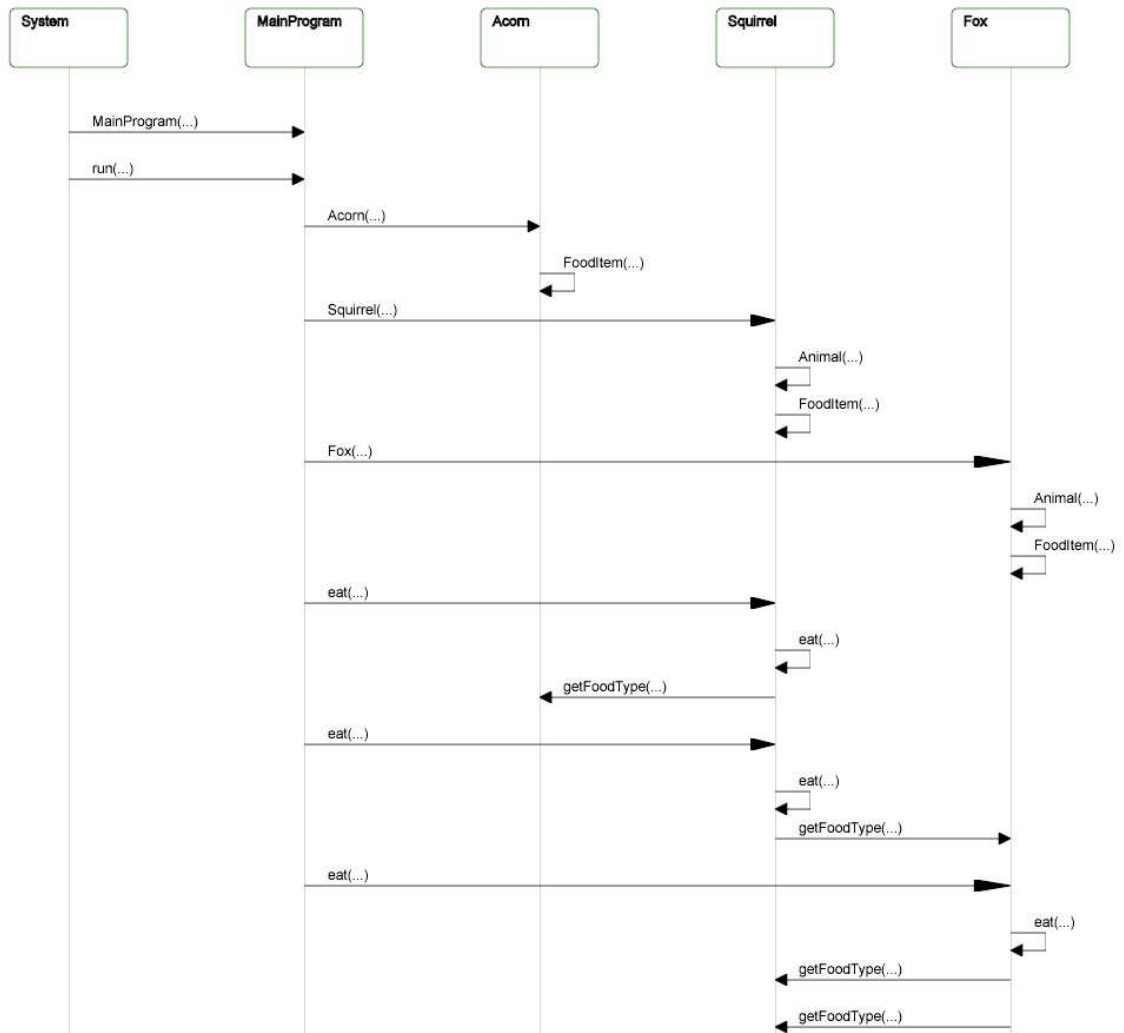 System
MainProgram
Acorn
Squirrel
Fox
MainProgram(...)
run(...)
Acorn(...)
FoodItem(...)
Squirrel(...)
Animal(...)
FoodItem(...)
Fox(...)
Animal(...)
FoodItem(...)
eat(...)
eat(...)
getFoodType(...)
eat(...)
eat(...)
getFoodType(...)
eat(...)
eat(...)
getFoodType(...)
getFoodType(...)